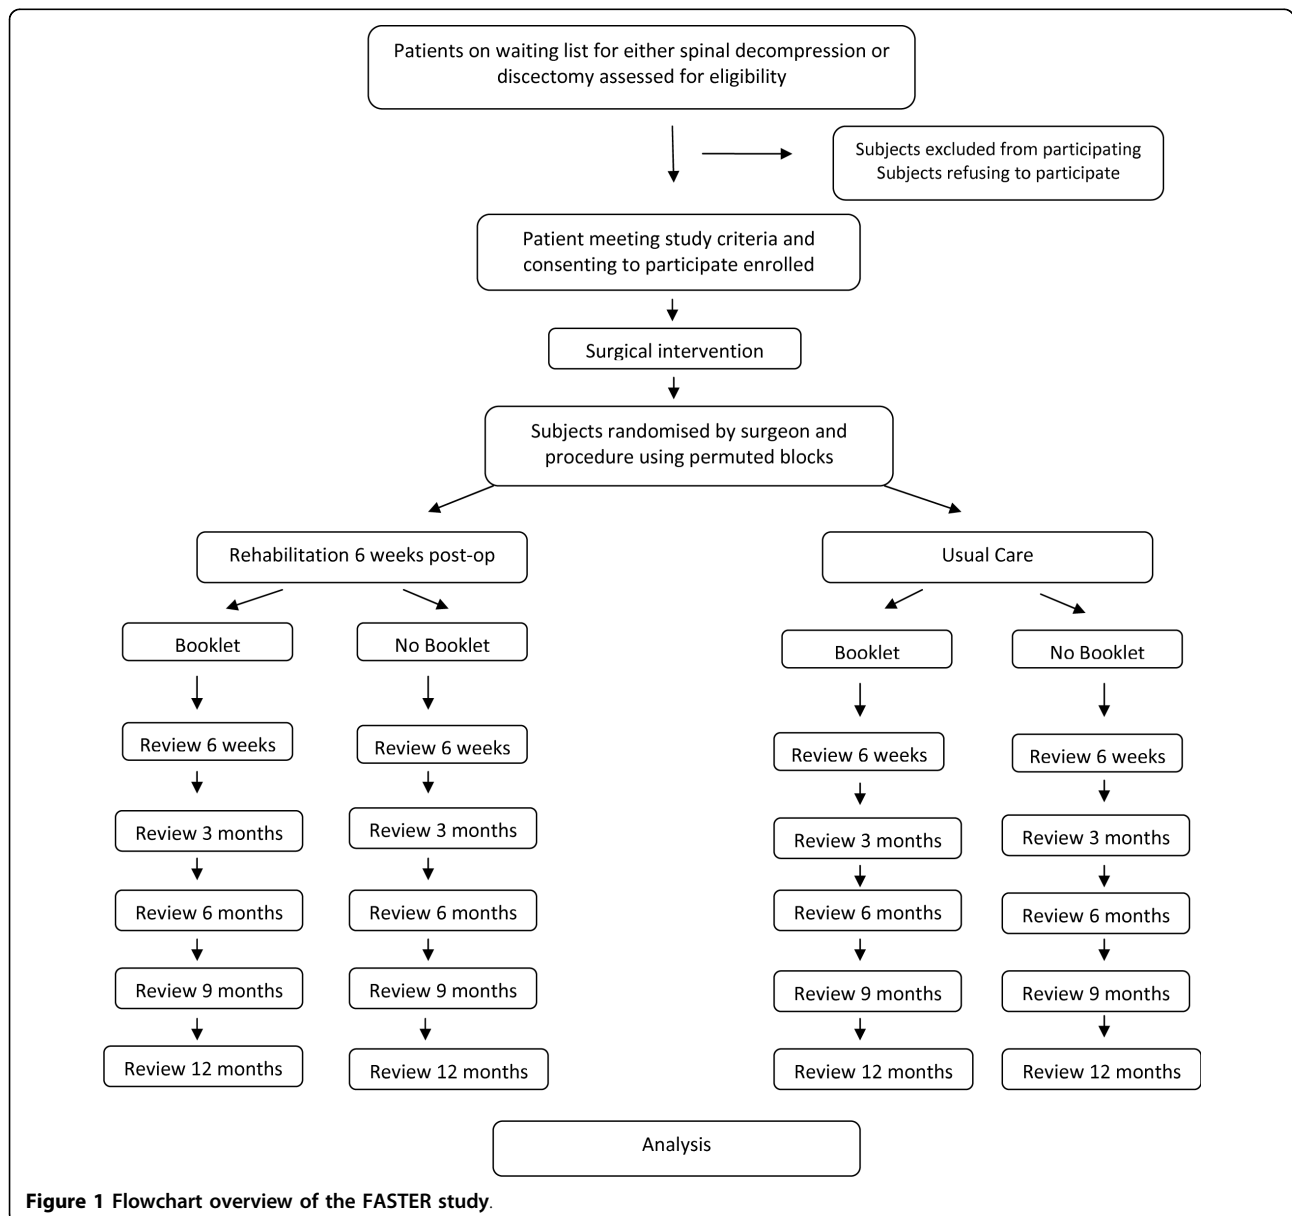 Patients on waiting list for either spinal decompression or
discectomy assessed for eligibility
Subjects excluded from participating
Subjects refusing to participate
Patient meeting study criteria and
consenting to participate enrolled
Surgical intervention
Subjects randomised by surgeon and
procedure using permuted blocks
Rehabilitation 6 weeks post-op
Usual Care
Booklet
No Booklet
Booklet
No Booklet
Review 6 weeks
Review 6 weeks
Review 6 weeks
Review 6 weeks
Review 3 months
Review 3 months
Review 3 months
Review 3 months
Review 6 months
Review 6 months
Review 6 months
Review 6 months
Review 9 months
Review 9 months
Review 9 months
Review 9 months
Review 12 months
Review 12 months
Review 12 months
Review 12 months
Analysis
Figure 1 Flowchart overview of the FASTER study.